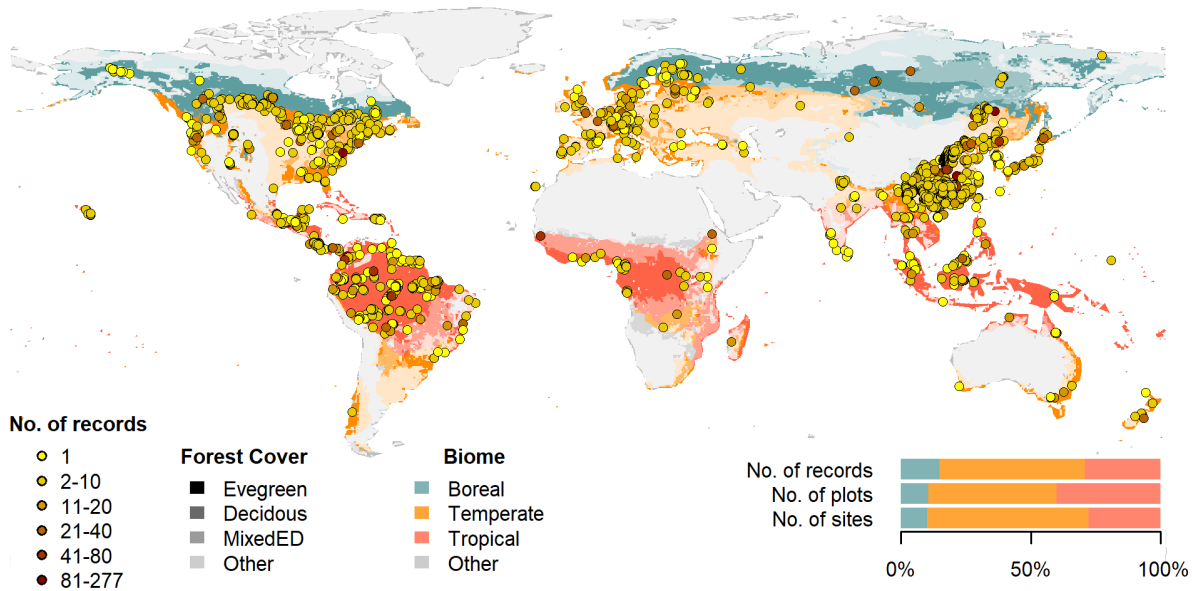 No. of records
1
2-10
11-20
21-40
41-80
81-277
Forest Cover
Evegreen
Decidous
MixedED
Other
Biome
Boreal
Temperate
Tropical
Other
No. of records
No. of plots
No. of sites
0% 50% 100%